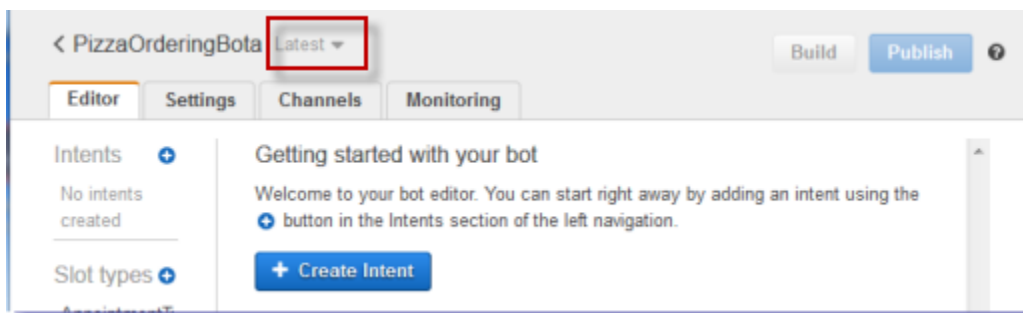 < PizzaOrderingBota Latest
Build Publish
Editor Settings Channels Monitoring
Intents
No intents
created
Slot types
Getting started with your bot
Welcome to your bot editor. You can start right away by adding an intent using the
button in the Intents section of the left navigation.
+ Create Intent